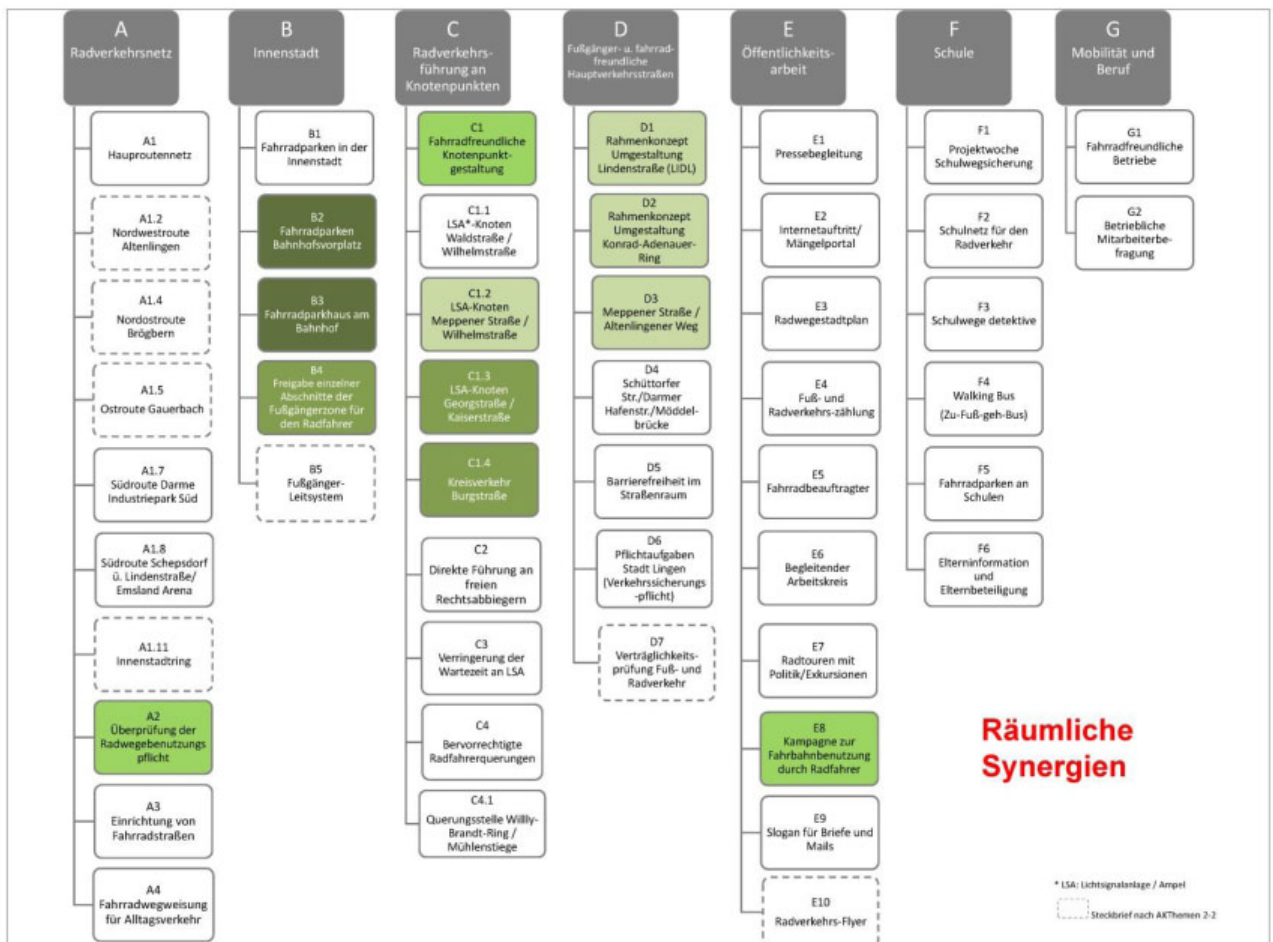 A
Radverkehrsnetz
A1
Hauproutennetz
A1.2
Nordwestroute
Altenlingen
A1.4
Nordostroute
Brögbern
A1.5
Ostroute Gauerbach
A1.7
Südroute Darme
Industriepark Süd
A1.8
Südroute Schepsdorf
ü. Lindenstraße/
Emsland Arena
A1.11
Innenstadtring
A2
Überprüfung der
Radwegebenutzungs
pflicht
A3
Einrichtung von
Fahrradstraßen
A4
Fahrradwegweisung
für Alltagsverkehr
B
Innenstadt
B1
Fahrradparken in der
Innenstadt
B2
Fahrradparken
Bahnhofsvorplatz
B3
Fahrradparkhaus am
Bahnhof
B4
Freigabe einzelner
Abschnitte der
Fußgängerzone für
den Radfahrer
B5
Fußgänger-
Leitsystem
C
Radverkehrs-
führung an
Knotenpunkten
C1
Fahrradfreundliche
Knotenpunkt-
gestaltung
C1.1
LSA*-Knoten
Waldstraße /
Wilhelmstraße
C1.2
LSA-Knoten
Meppener Straße /
Wilhelmstraße
C1.3
LSA-Knoten
Georgstraße /
Kaiserstraße
C1.4
Kreisverkehr
Burgstraße
C2
Direkte Führung an
freien
Rechtsabbiegern
C3
Verringerung der
Wartezeit an LSA
C4
Bervorrechtigte
Radfahrerquerungen
C4.1
Querungsstelle Willly-
Brandt-Ring /
Mühlenstiege
D
Fußgänger- u. fahrrad-
freundliche
Hauptverkehrsstraßen
D1
Rahmenkonzept
Umgestaltung
Lindenstraße (LIDL)
D2
Rahmenkonzept
Umgestaltung
Konrad-Adenauer-
Ring
D3
Meppener Straße /
Altenlingener Weg
D4
Schüttorfer
Str./Darmer
Hafenstr./Möddel-
brücke
D5
Barrierefreiheit im
Straßenraum
D6
Pflichtaufgaben
Stadt Lingen
(Verkehrssicherungs
-pflicht)
D7
Verträglichkeits-
prüfung Fuß- und
Radverkehr
E
Öffentlichkeits-
arbeit
E1
Pressebegleitung
E2
Internetauftritt/
Mängelportal
E3
Radwegestadtplan
E4
Fuß- und
Radverkehrs-zählung
E5
Fahrradbeauftragter
E6
Begleitender
Arbeitskreis
E7
Radtouren mit
Politik/Exkursionen
E8
Kampagne zur
Fahrbahnbenutzung
durch Radfahrer
E9
Slogan für Briefe und
Mails
E10
Radverkehrs-Flyer
F
Schule
F1
Projektwoche
Schulwegsicherung
F2
Schulnetz für den
Radverkehr
F3
Schulwege detektive
F4
Walking Bus
(Zu-Fuß-geh-Bus)
F5
Fahrradparken an
Schulen
F6
Elterninformation
und
Elternbeteiligung
G
Mobilität und
Beruf
G1
Fahrradfreundliche
Betriebe
G2
Betriebliche
Mitarbeiterbe-
fragung
Räumliche
Synergien
* LSA: Lichtsignalanlage / Ampel
Steckbrief nach AKThemen 2-2